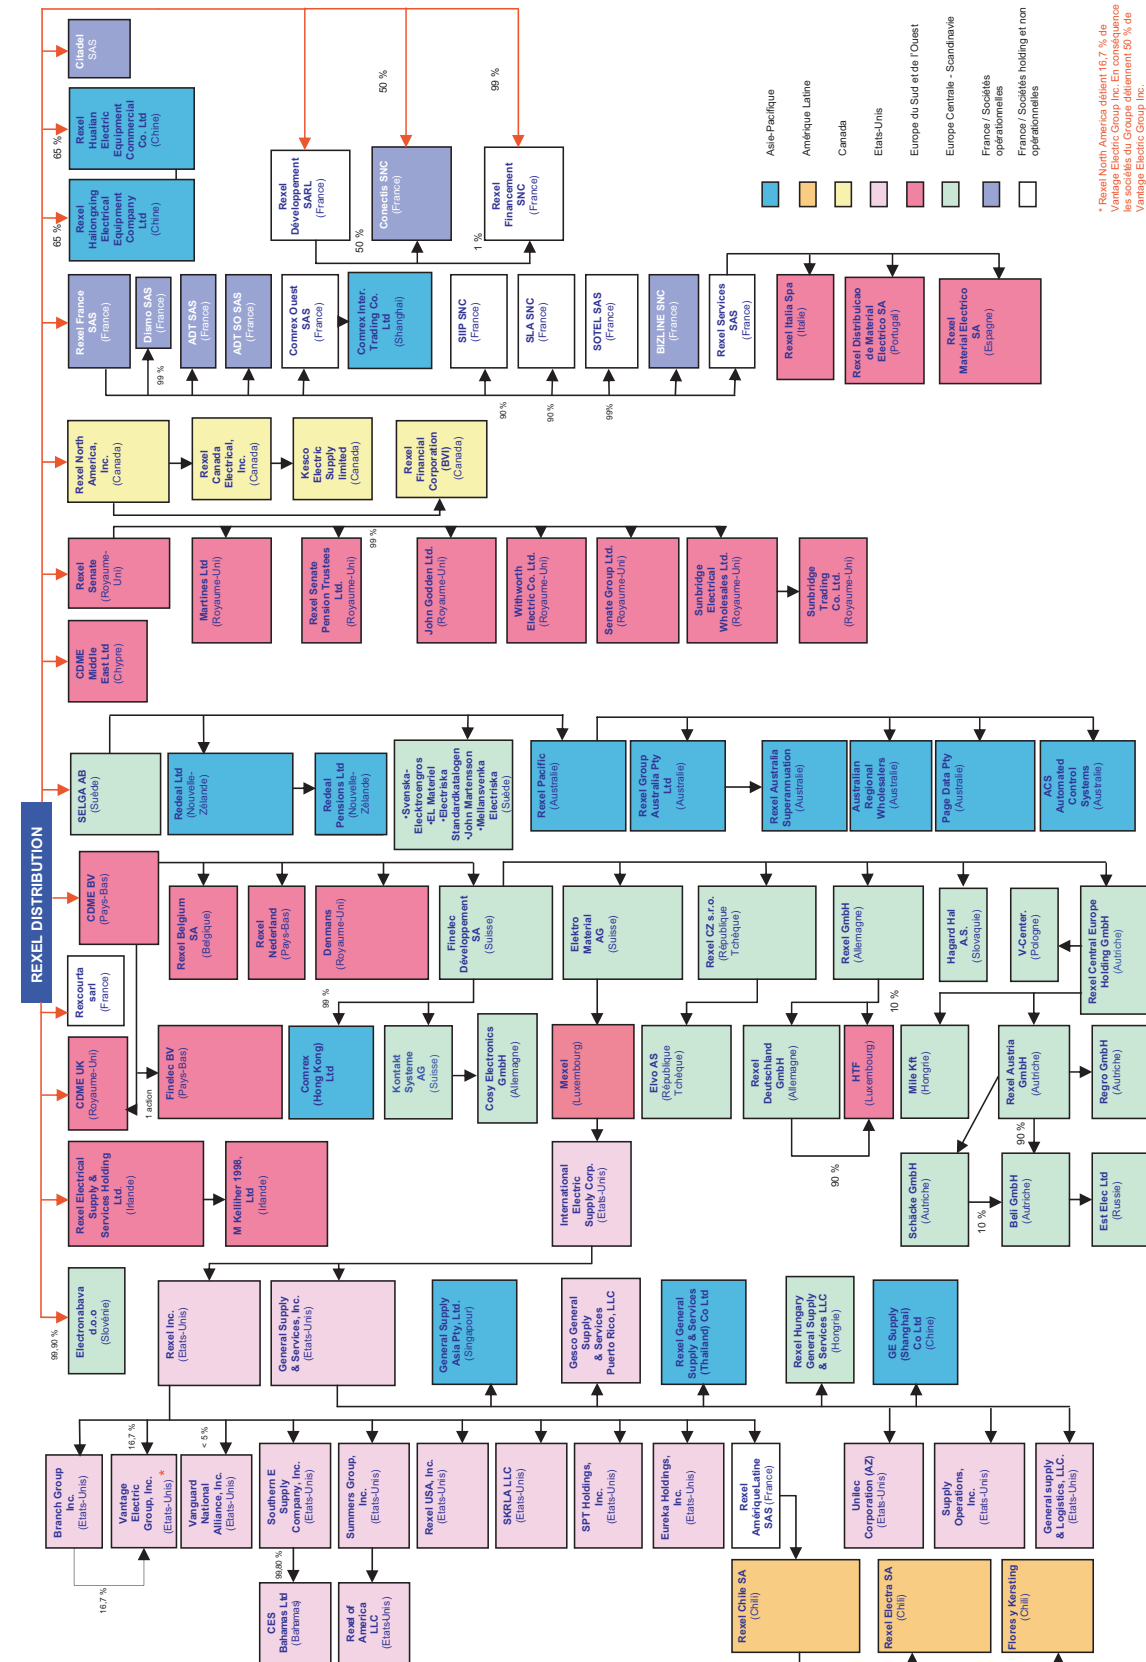 REXEL DISTRIBUTION
99,90 %
Electronabava
d.o.o
(Slovénie)
Rexel Electrical
Supply &
Services Holding
Ltd.
(Irlande)
M Kelliher 1998,
Ltd
(Irlande)
CDME UK
(Royaume-Uni)
1 action
Rexcourta
sarl
(France)
CDME BV
(Pays-Bas)
Finelec BV
(Pays-Bas)
Rexel Belgium
SA
(Belgique)
Rexel
Nederland
(Pays-Bas)
Denmans
(Royaume-Uni)
Finelec
Développement
SA
(Suisse)
99 %
Comrex
(Hong Kong)
Ltd
Kontakt
Systeme
AG
(Suisse)
Cosy Electronics
GmbH
(Allemagne)
Elektro
Material
AG
(Suisse)
Mexel
(Luxembourg)
International
Electric
Supply Corp.
(Etats-Unis)
Rexel CZ s.r.o.
(République
Tchèque)
Elvo AS
(République
Tchèque)
Rexel GmbH
(Allemagne)
Rexel
Deutschland
GmbH
(Allemagne)
10 %
HTF
(Luxembourg)
90 %
Hagard Hal
A.S.
(Slovaquie)
V-Center.
(Pologne)
Rexel Central Europe
Holding GmbH
(Autriche)
Mile Kft
(Hongrie)
Rexel Austria
GmbH
(Autriche)
Regro GmbH
(Autriche)
Schäcke GmbH
(Autriche)
90 %
10 %
Beli GmbH
(Autriche)
Est Elec Ltd
(Russie)
SELGA AB
(Suède)
Redeal Ltd
(Nouvelle-
Zélande)
Redeal
Pensions Ltd
(Nouvelle-
Zélande)
•Svenska-
Elecktroengros
•EL Materiel
•Electriska
Standardkatalogen
•John Martensson
•Mellansvenka
Electriska
(Suède)
Rexel Pacific
(Australie)
Rexel Group
Australia Pty
Ltd
(Australie)
Rexel Australia
Superannuation
(Australie)
Australian
Regional
Wholesalers
(Australie)
Page Data Pty
(Australie)
ACS
Automated
Control
Systems
(Australie)
CDME
Middle
East Ltd
(Chypre)
Rexel
Senate
(Royaume-
Uni)
Martines Ltd
(Royaume-Uni)
Rexel Senate
Pension Trustees
Ltd.
(Royaume-Uni)
99 %
John Godden Ltd.
(Royaume-Uni)
Withworth
Electric Co. Ltd.
(Royaume-Uni)
Senate Group Ltd.
(Royaume-Uni)
Sunbridge
Electrical
Wholesales Ltd.
(Royaume-Uni)
Sunbridge
Trading
Co. Ltd.
(Royaume-Uni)
Rexel North
America,
Inc.
(Canada)
Rexel
Canada
Electrical,
Inc.
(Canada)
Kesco
Electric
Supply
limited
(Canada)
Rexel
Financial
Corporation
(BVI)
(Canada)
Rexel France
SAS
(France)
Dismo SAS
(France)
99 %
ADT SAS
(France)
ADT SO SAS
(France)
Comrex Ouest
SAS
(France)
Comrex Inter.
Trading Co.
Ltd
(Shanghai)
SIIP SNC
(France)
90 %
SLA SNC
(France)
90 %
SOTEL SAS
(France)
99%
BIZLINE SNC
(France)
Rexel Services
SAS
(France)
Rexel Italia Spa
(Italie)
Rexel Distribuicao
de Material
Electrico SA
(Portugal)
Rexel
Material Electrico
SA
(Espagne)
65 %
Rexel
Hailongxing
Electrical
Equipment
Company
Ltd
(Chine)
65 %
Rexel
Hualian
Electric
Equipment
Commercial
Co. Ltd
(Chine)
Citadel
SAS
Rexel
Développement
SARL
(France)
50 %
50 %
Conectis SNC
(France)
1 %
99 %
Rexel
Financement
SNC
(France)
Rexel Inc.
(Etats-Unis)
General Supply
& Services, Inc.
(Etats-Unis)
General Supply
Asia Pty, Ltd.
(Singapour)
Gesco General
Supply
& Services
Puerto Rico, LLC
Rexel General
Supply & Services
(Thailand) Co Ltd
Rexel Hungary
General Supply
& Services LLC
(Hongrie)
GE Supply
(Shanghai)
Co Ltd
(Chine)
Branch Group
Inc.
(Etats-Unis)
16,7 %
16,7 %
Vantage
Electric
Group, Inc.
(Etats-Unis) *
< 5%
Vanguard
National
Alliance, Inc.
(Etats-Unis)
Southern E
Supply
Company, Inc.
(Etats-Unis)
99,80 %
CES
Bahamas Ltd
(Bahamas)
Summers Group,
Inc.
(Etats-Unis)
Rexel of
America
LLC
(Etats-Unis)
Rexel USA, Inc.
(Etats-Unis)
SKRLA LLC
(Etats-Unis)
SPT Holdings,
Inc.
(Etats-Unis)
Eureka Holdings,
Inc.
(Etats-Unis)
Rexel
AmériqueLatine
SAS (France)
Rexel Chile SA
(Chili)
Rexel Electra SA
(Chili)
Flores y Kersting
(Chili)
Unilec
Corporation (AZ)
(Etats-Unis)
Supply
Operations,
Inc.
(Etats-Unis)
General supply
& Logistics, LLC.
(Etats-Unis)
Asie-Pacifique
Amérique Latine
Canada
Etats-Unis
Europe du Sud et de l'Ouest
Europe Centrale - Scandinavie
France / Sociétés
opérationnelles
France / Sociétés holding et non
opérationnelles
* Rexel North America détient 16,7 % de
Vantage Electric Group Inc. En conséquence
les sociétés du Groupe détiennent 50 % de
Vantage Electric Group Inc.